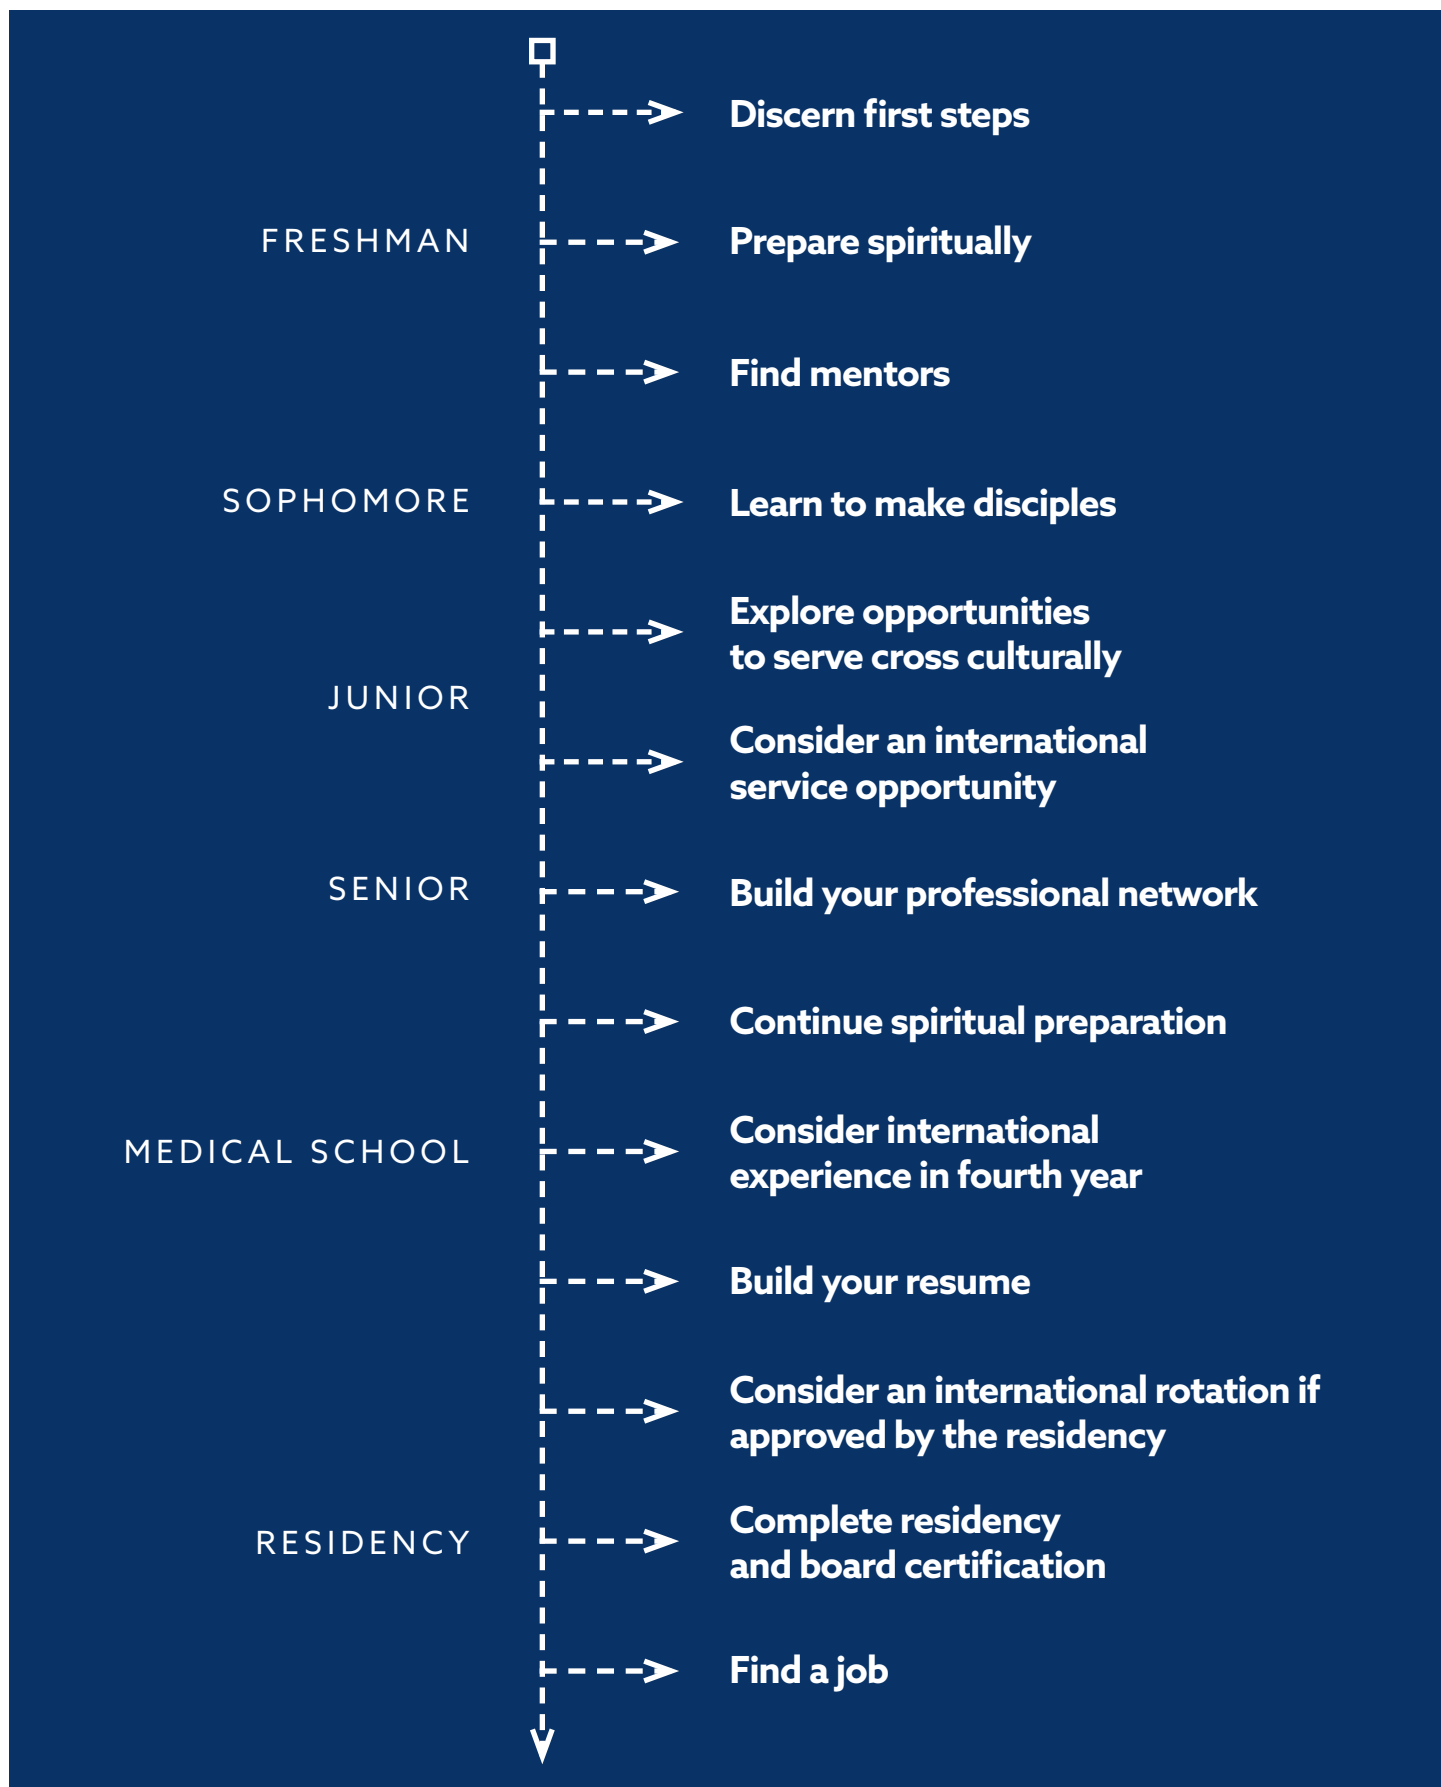 Discern first steps
FRESHMAN
Prepare spiritually
Find mentors
SOPHOMORE
Learn to make disciples
Explore opportunities
to serve cross culturally
JUNIOR
Consider an international
service opportunity
SENIOR
Build your professional network
Continue spiritual preparation
MEDICAL SCHOOL
Consider international
experience in fourth year
Build your resume
Consider an international rotation if
approved by the residency
RESIDENCY
Complete residency
and board certification
Find a job